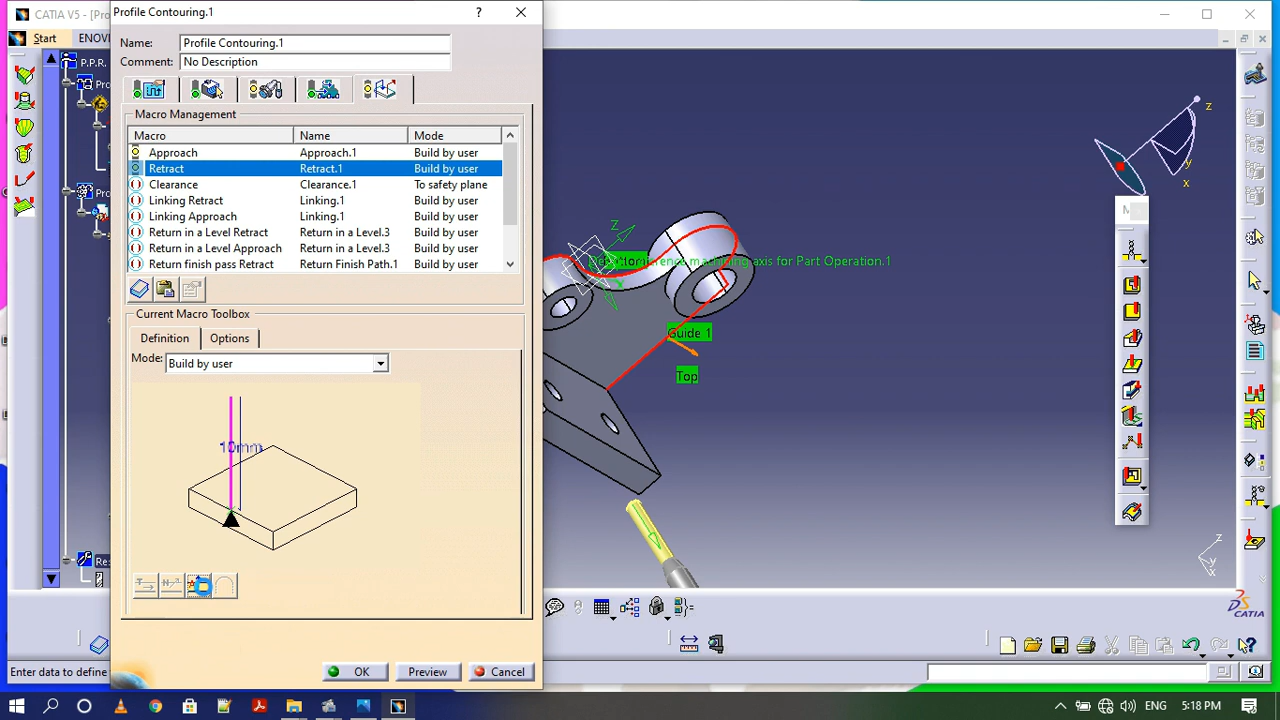 CATIA V5 - [Pro
Profile Contouring.1
?
Start
ENOVI
Name:
Profile Contouring.1
Comment:
No Description
P.P.R.
Macro Management
Macro
Name
Mode
Approach
Approach.1
Build by user
Retract
Retract.1
Build by user
Clearance
Clearance.1
To safety plane
Linking Retract
Linking.1
Build by user
Linking Approach
Linking.1
Build by user
Return in a Level Retract
Return in a Level.3
Build by user
Return in a Level Approach
Return in a Level.3
Build by user
Return finish pass Retract
Return Finish Path.1
Build by user
Current Macro Toolbox
Definition
Options
Mode:
Build by user
10mm
OK
Preview
Cancel
Z
machining axis for Part Operation.1
Guide 1
Top
z
y
x
M
z
y
x
CATIA
Enter data to define
ENG
5:18 PM